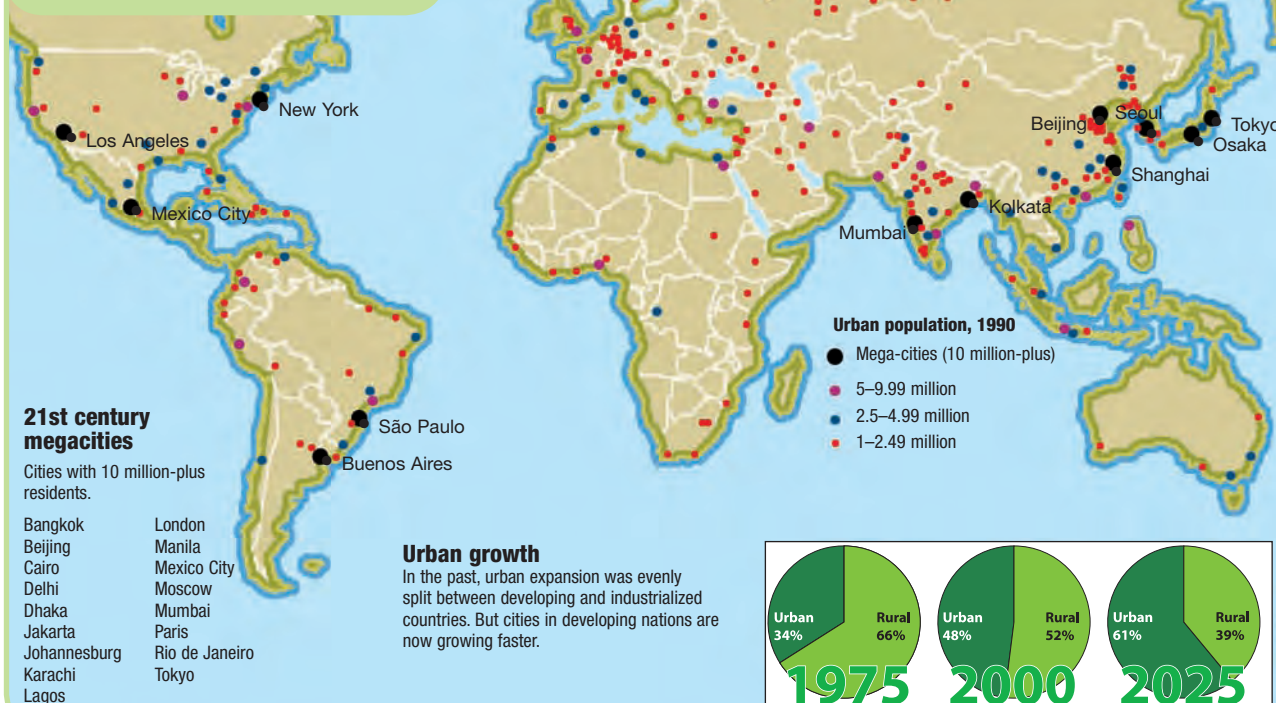 New York
Los Angeles
Mexico City
São Paulo
Buenos Aires
Beijing
Seoul
Tokyo
Osaka
Shanghai
Kolkata
Mumbai
Urban population, 1990
Mega-cities (10 million-plus)
5–9.99 million
2.5–4.99 million
1–2.49 million
21st century
megacities
Cities with 10 million-plus
residents.
Bangkok
Beijing
Cairo
Delhi
Dhaka
Jakarta
Johannesburg
Karachi
Lagos
London
Manila
Mexico City
Moscow
Mumbai
Paris
Rio de Janeiro
Tokyo
Urban growth
In the past, urban expansion was evenly
split between developing and industrialized
countries. But cities in developing nations are
now growing faster.
Urban
34%
Rural
66%
1975
Urban
48%
Rural
52%
2000
Urban
61%
Rural
39%
2025